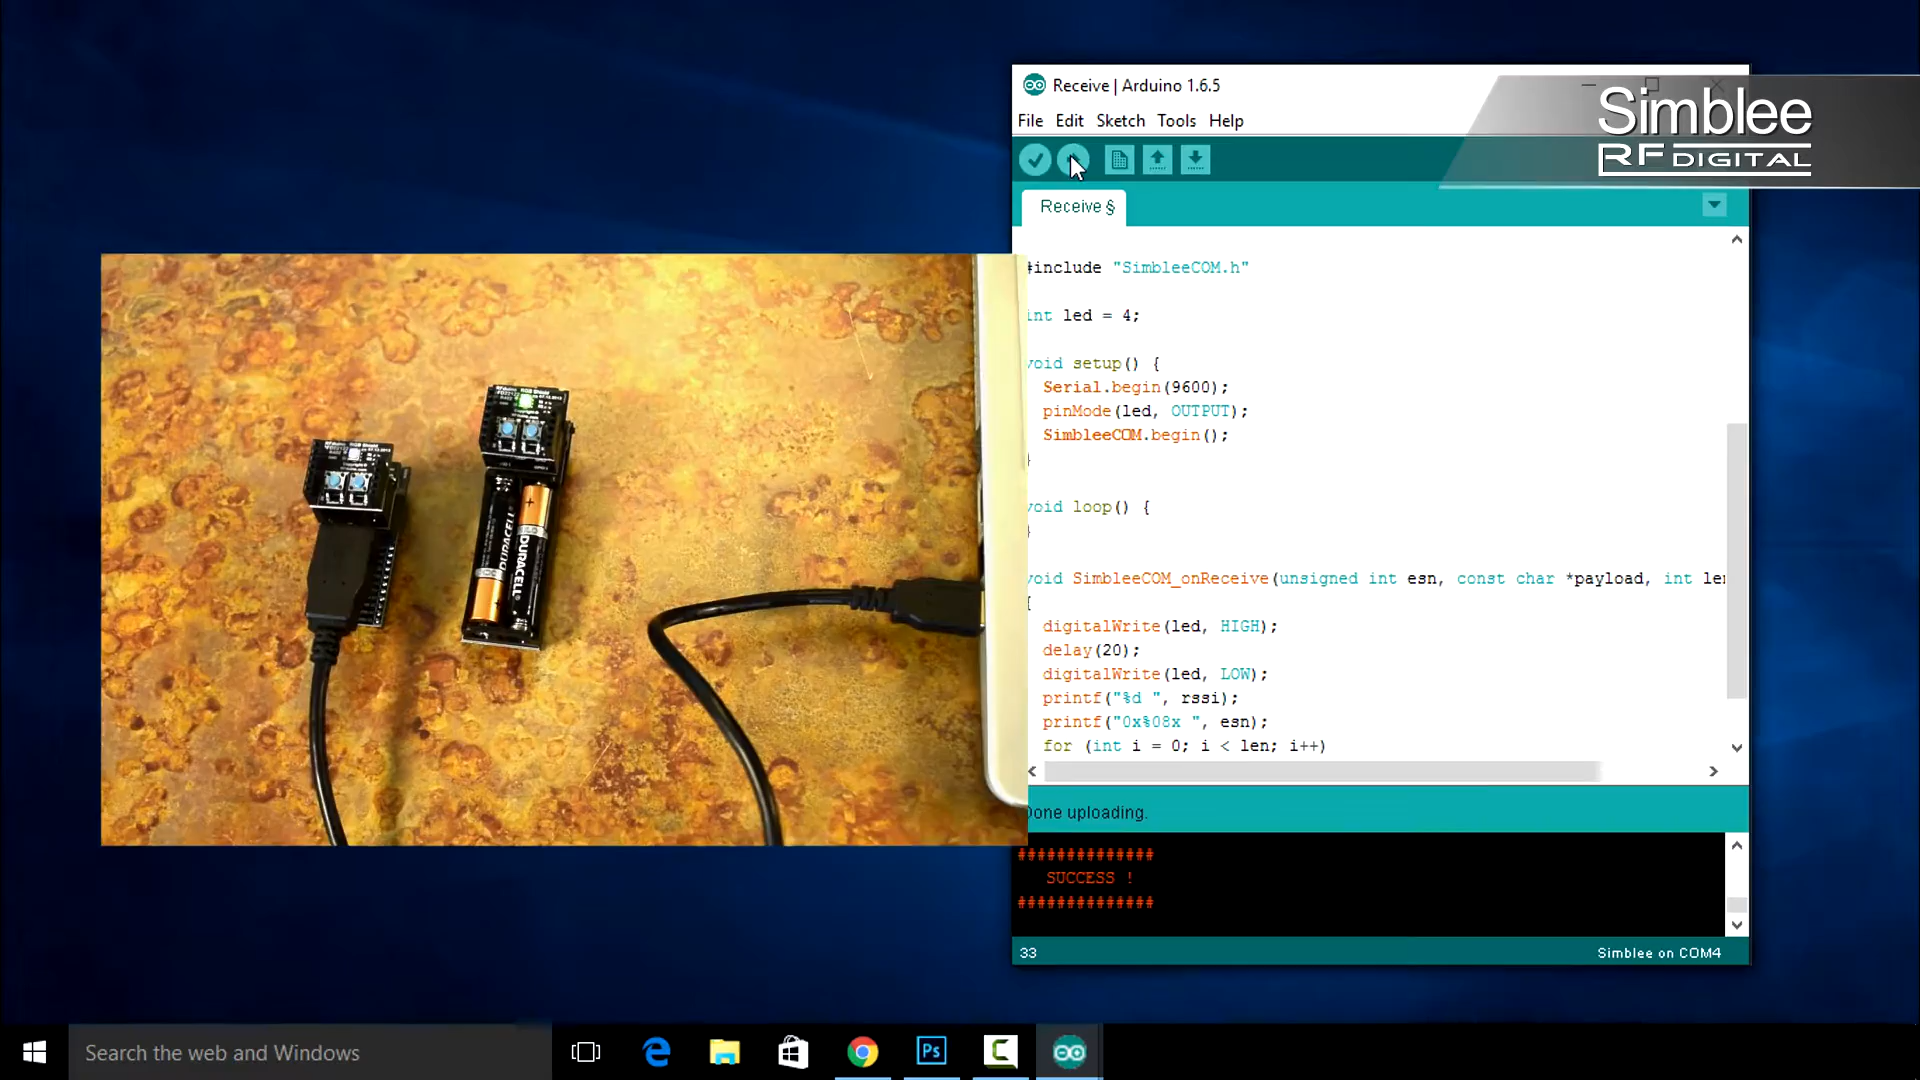 Receive | Arduino 1.6.5
Simblee
RF DIGITAL
File Edit Sketch Tools Help
Receive §
#include "SimbleeCOM.h"
int led = 4;
void setup() {
Serial.begin(9600);
pinMode(led, OUTPUT);
SimbleeCOM.begin();
}
void loop() {
}
void SimbleeCOM_onReceive(unsigned int esn, const char *payload, int len
{
digitalWrite(led, HIGH);
delay(20);
digitalWrite(led, LOW);
printf("%d ", rssi);
printf("0x%08x ", esn);
for (int i = 0; i < len; i++)
DURACELL
DURACELL
Done uploading.
##############
SUCCESS !
##############
33
Simblee on COM4
Search the web and Windows
Ps